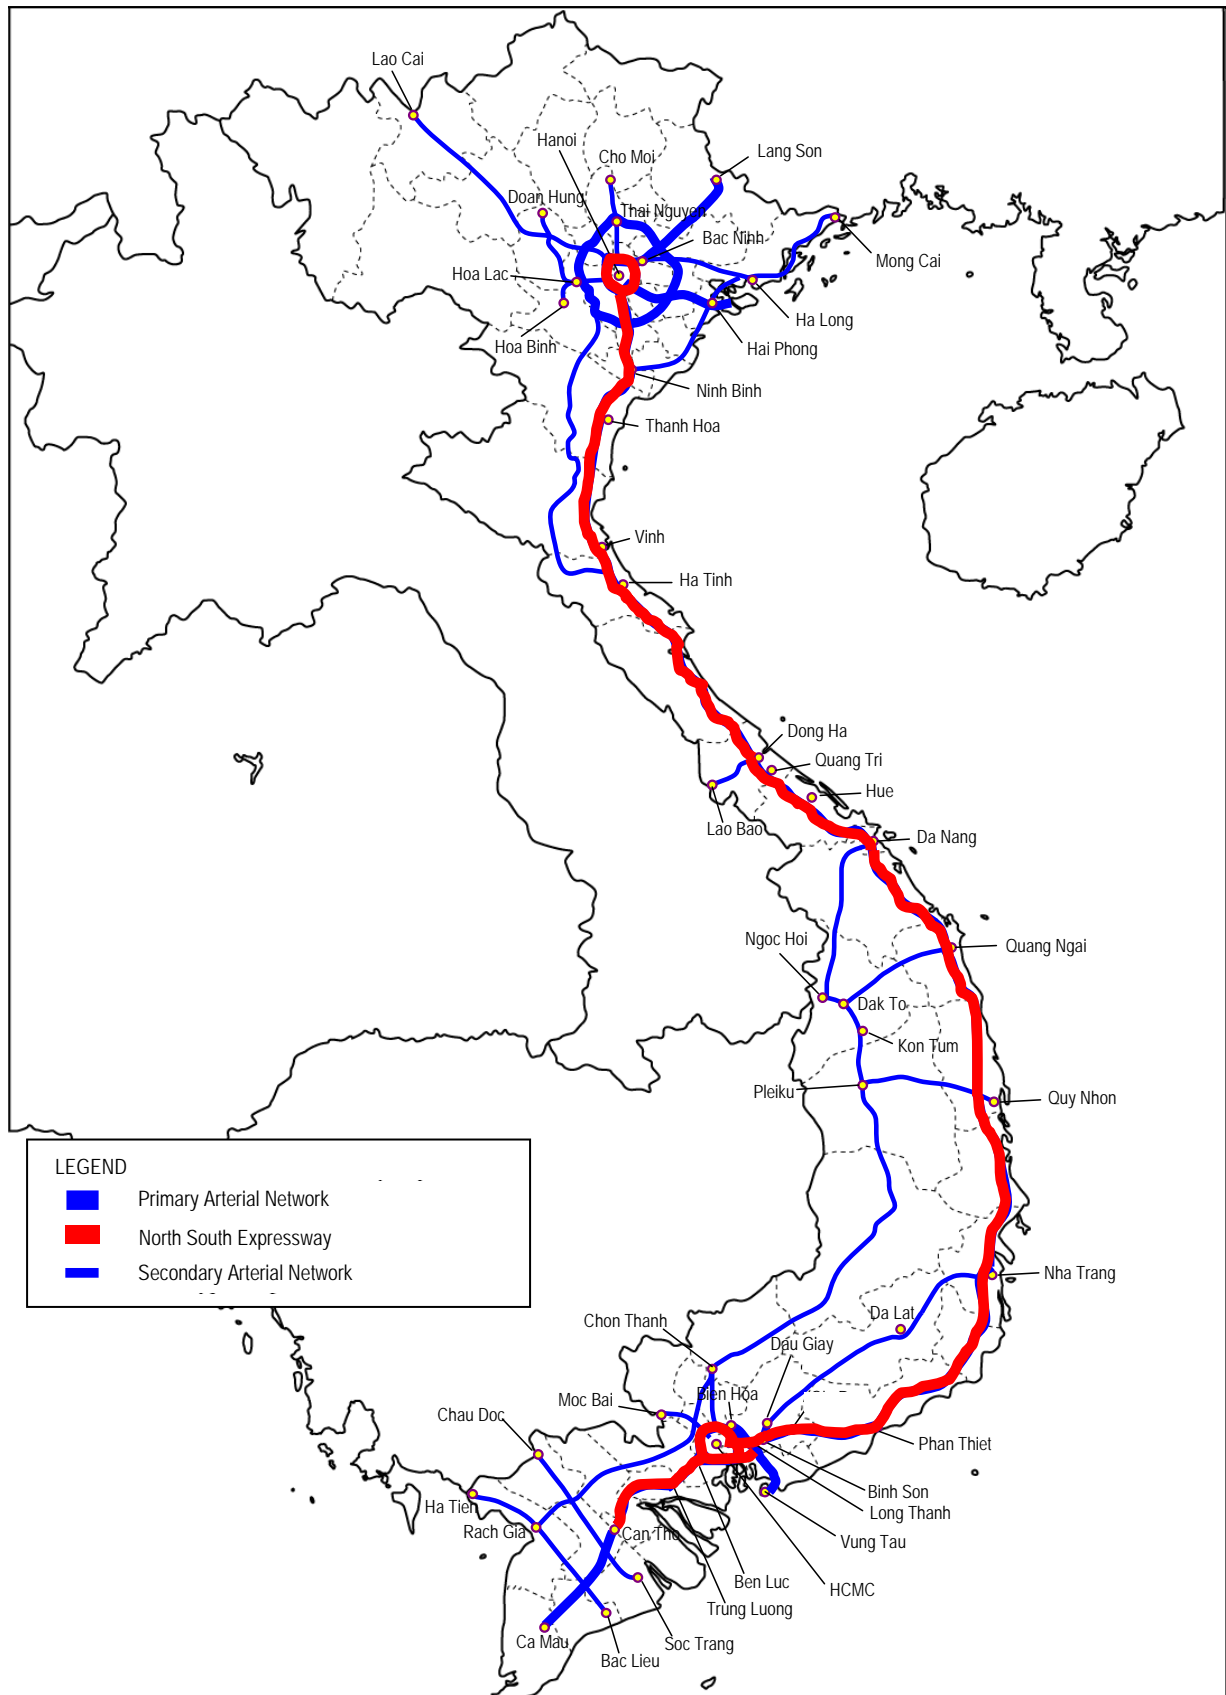 Lao Cai
Hanoi
Cho Moi
Lang Son
Doan Hung
Thai Nguyen
Bac Ninh
Mong Cai
Hoa Lac
Ha Long
Hoa Binh
Hai Phong
Ninh Binh
Thanh Hoa
Vinh
Ha Tinh
Dong Ha
Quang Tri
Hue
Lao Bao
Da Nang
Ngoc Hoi
Quang Ngai
Dak To
Kon Tum
Pleiku
Quy Nhon
LEGEND
Primary Arterial Network
North South Expressway
Secondary Arterial Network
Nha Trang
Da Lat
Chon Thanh
Dau Giay
Bien Hoa
Moc Bai
Chau Doc
Phan Thiet
Binh Son
Ha Tien
Long Thanh
Rach Gia
Can Tho
Vung Tau
Ben Luc
HCMC
Trung Luong
Ca Mau
Soc Trang
Bac Lieu